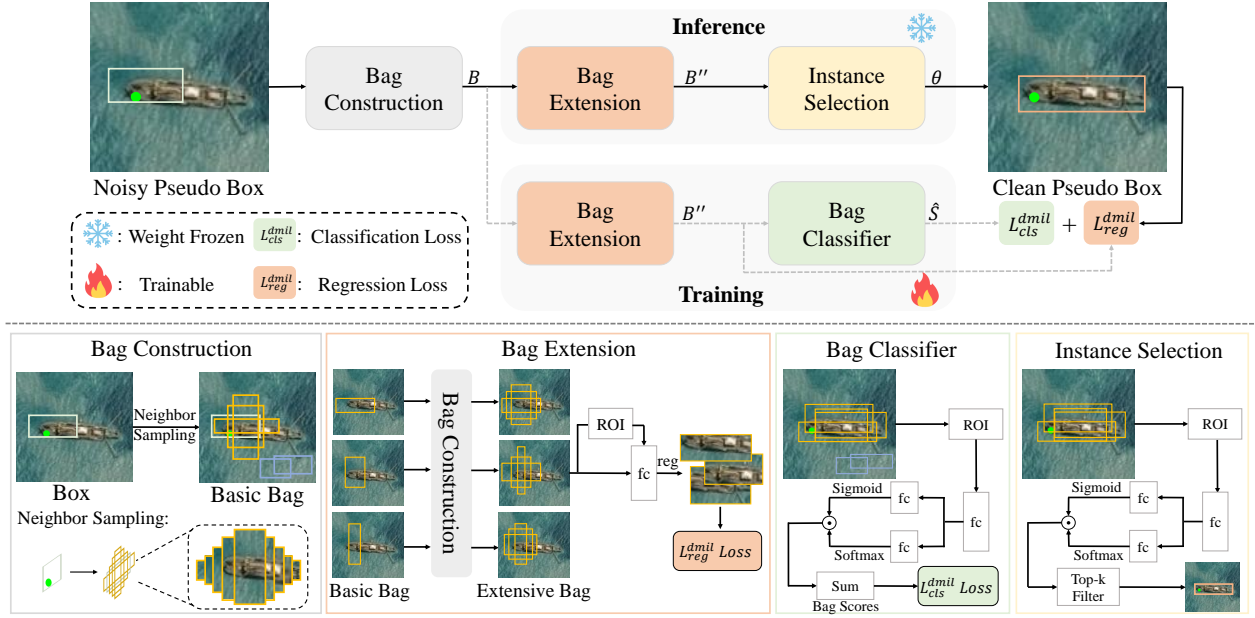 Inference
Bag
Construction
B
Bag
Extension
B''
Instance
Selection
θ
Noisy Pseudo Box
Clean Pseudo Box
: Weight Frozen
L_cls^dmil : Classification Loss
: Trainable
L_reg^dmil : Regression Loss
Bag
Extension
B''
Bag
Classifier
Ŝ
L_cls^dmil + L_reg^dmil
Training
Bag Construction
Neighbor
Sampling
Box
Basic Bag
Neighbor Sampling:
Bag Extension
Bag Construction
ROI
fc
reg
L_reg^dmil Loss
Basic Bag
Extensive Bag
Bag Classifier
ROI
Sigmoid
fc
fc
Softmax
fc
Sum
Bag Scores
L_cls^dmil Loss
Instance Selection
ROI
Sigmoid
fc
fc
Softmax
fc
Top-k
Filter